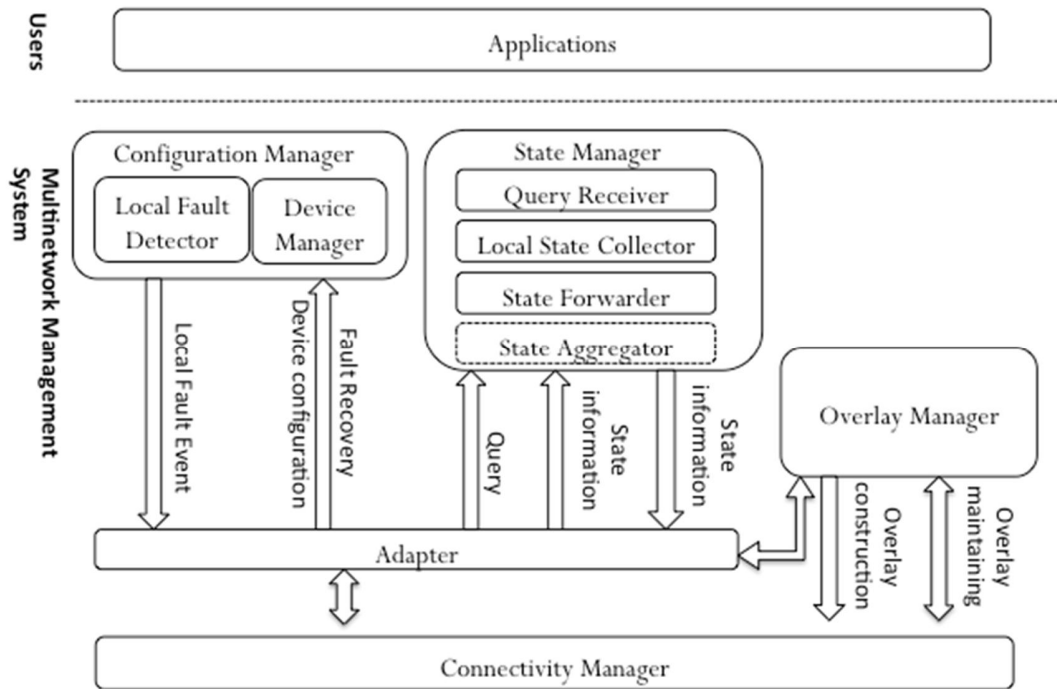 Users
Applications
Multinetwork Management
System
Configuration Manager
Local Fault
Detector
Device
Manager
State Manager
Query Receiver
Local State Collector
State Forwarder
State Aggregator
Overlay Manager
Local Fault Event
Fault Recovery
Device configuration
Query
State
information
State
information
Overlay
construction
Overlay
maintaining
Adapter
Connectivity Manager